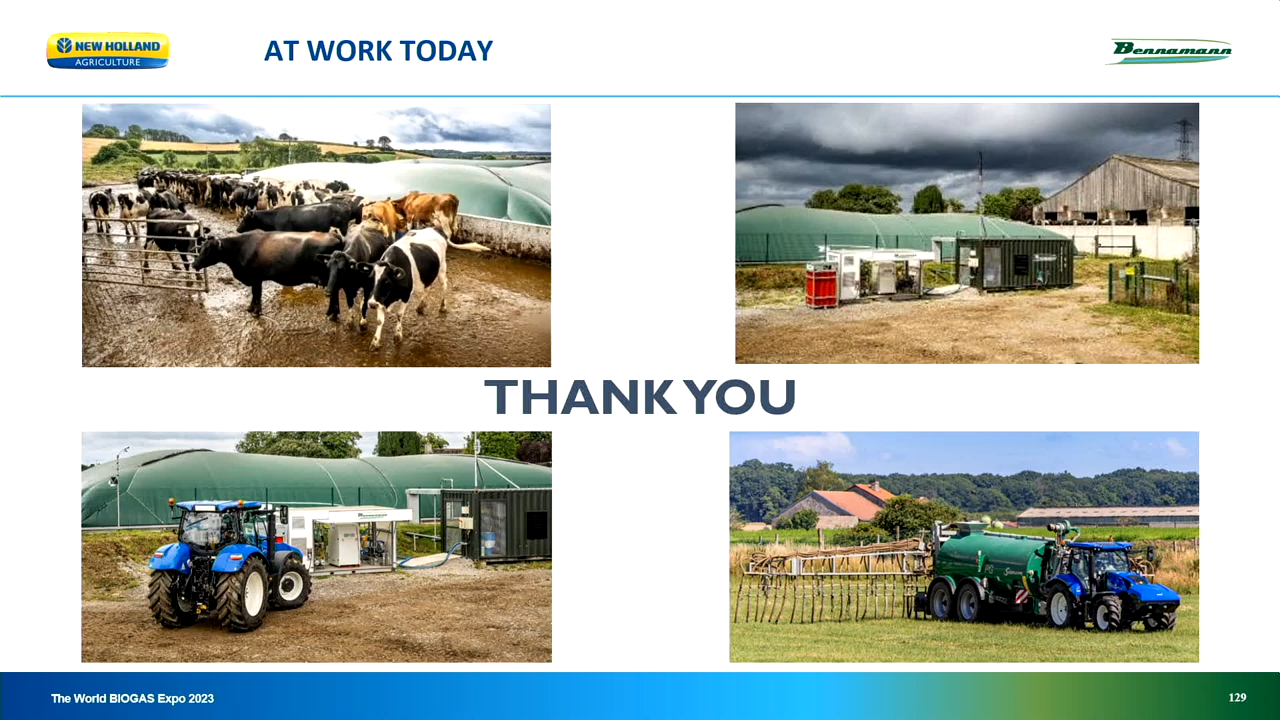 NEW HOLLAND
AGRICULTURE
AT WORK TODAY
Bennamann
THANK YOU
The World BIOGAS Expo 2023
129